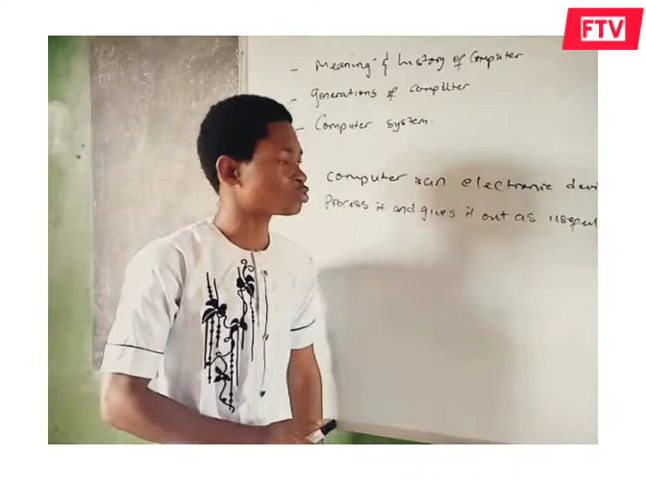 FTV
- Meaning & history of Computer
- Generations of computer
- Computer system.
Computer is an electronic devi
Process it and gives it out as useful